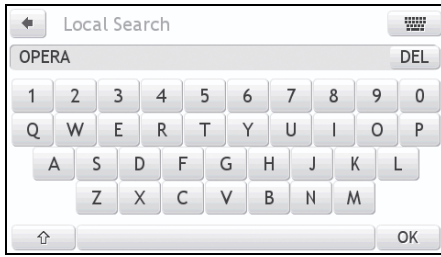 Local Search
OPERA DEL
1 2 3 4 5 6 7 8 9 0
Q W E R T Y U I O P
A S D F G H J K L
Z X C V B N M
OK